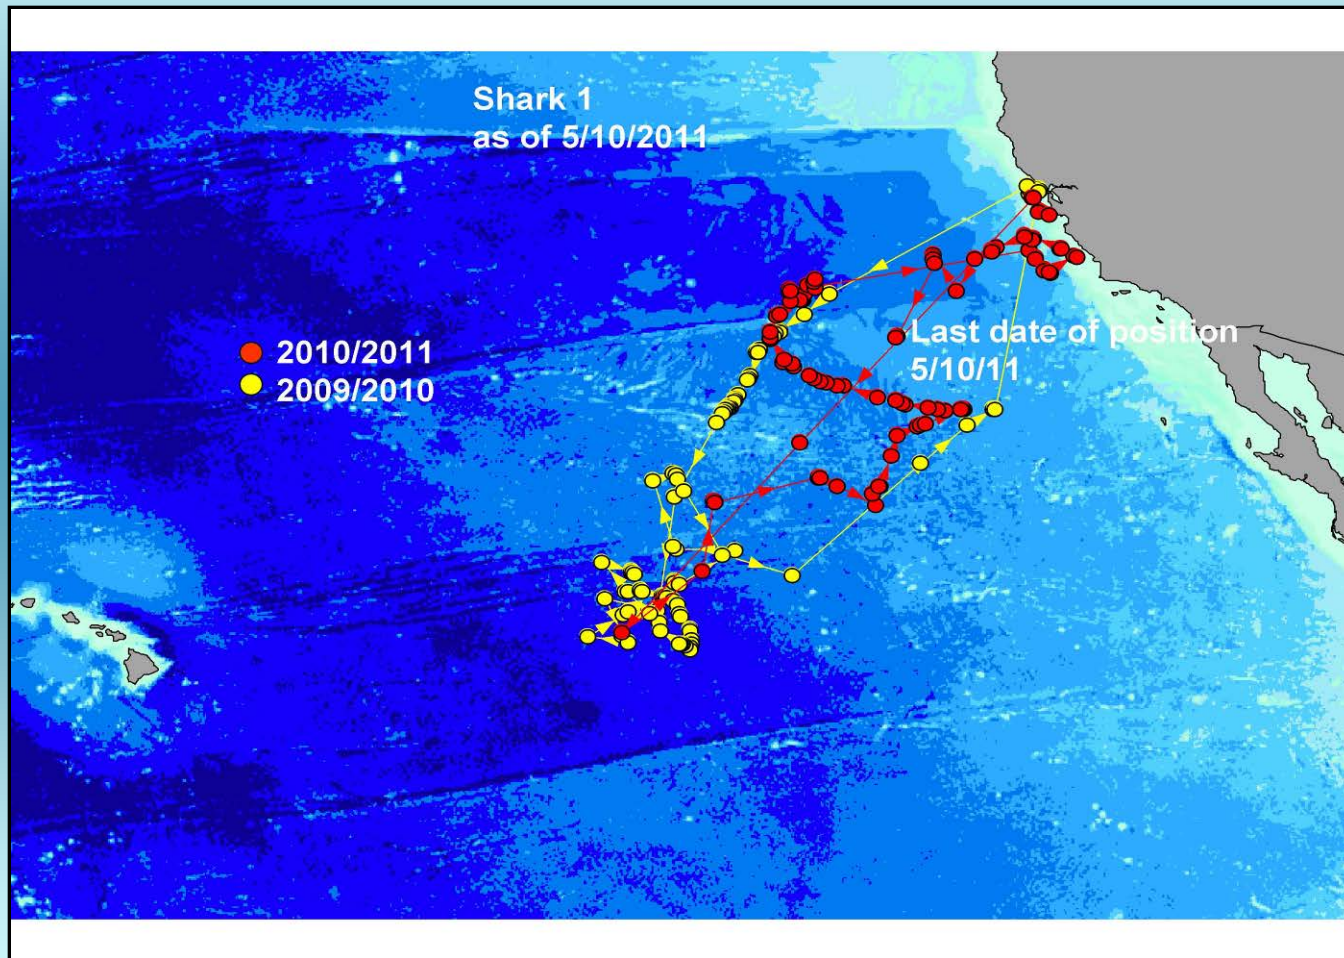 Shark 1
as of 5/10/2011
2010/2011
2009/2010
Last date of position
5/10/11